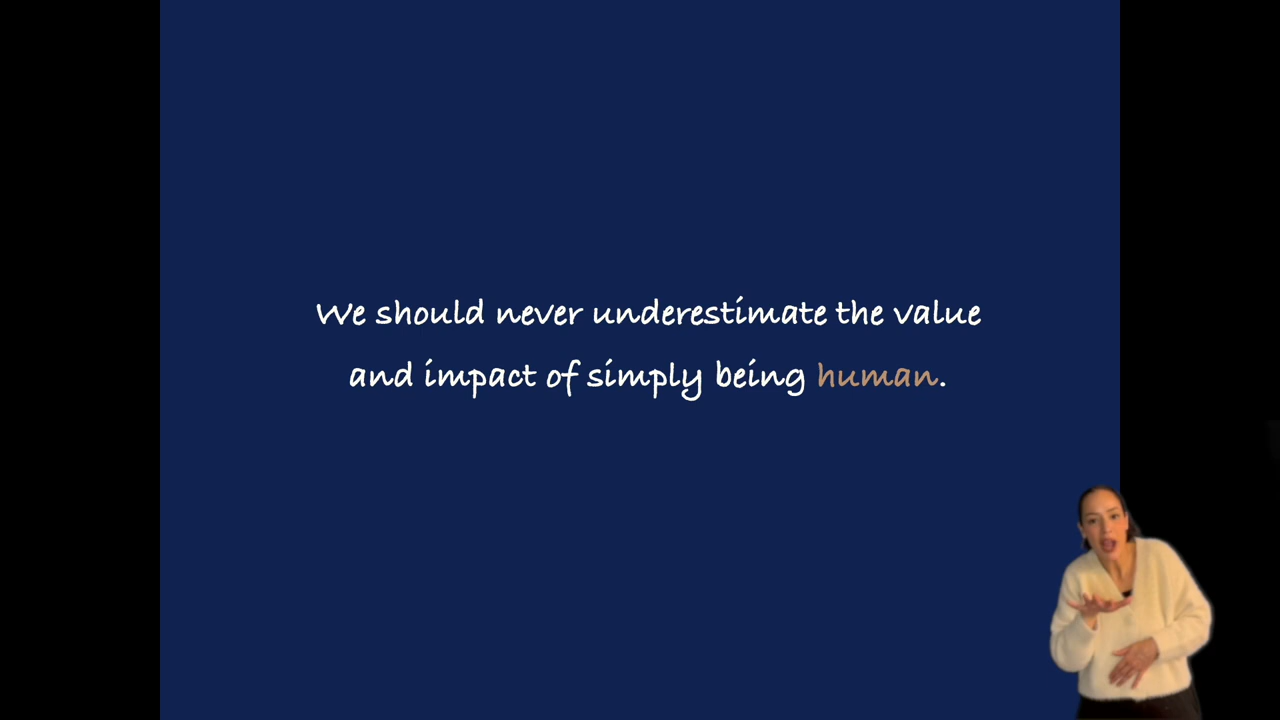 We should never underestimate the value
and impact of simply being human.